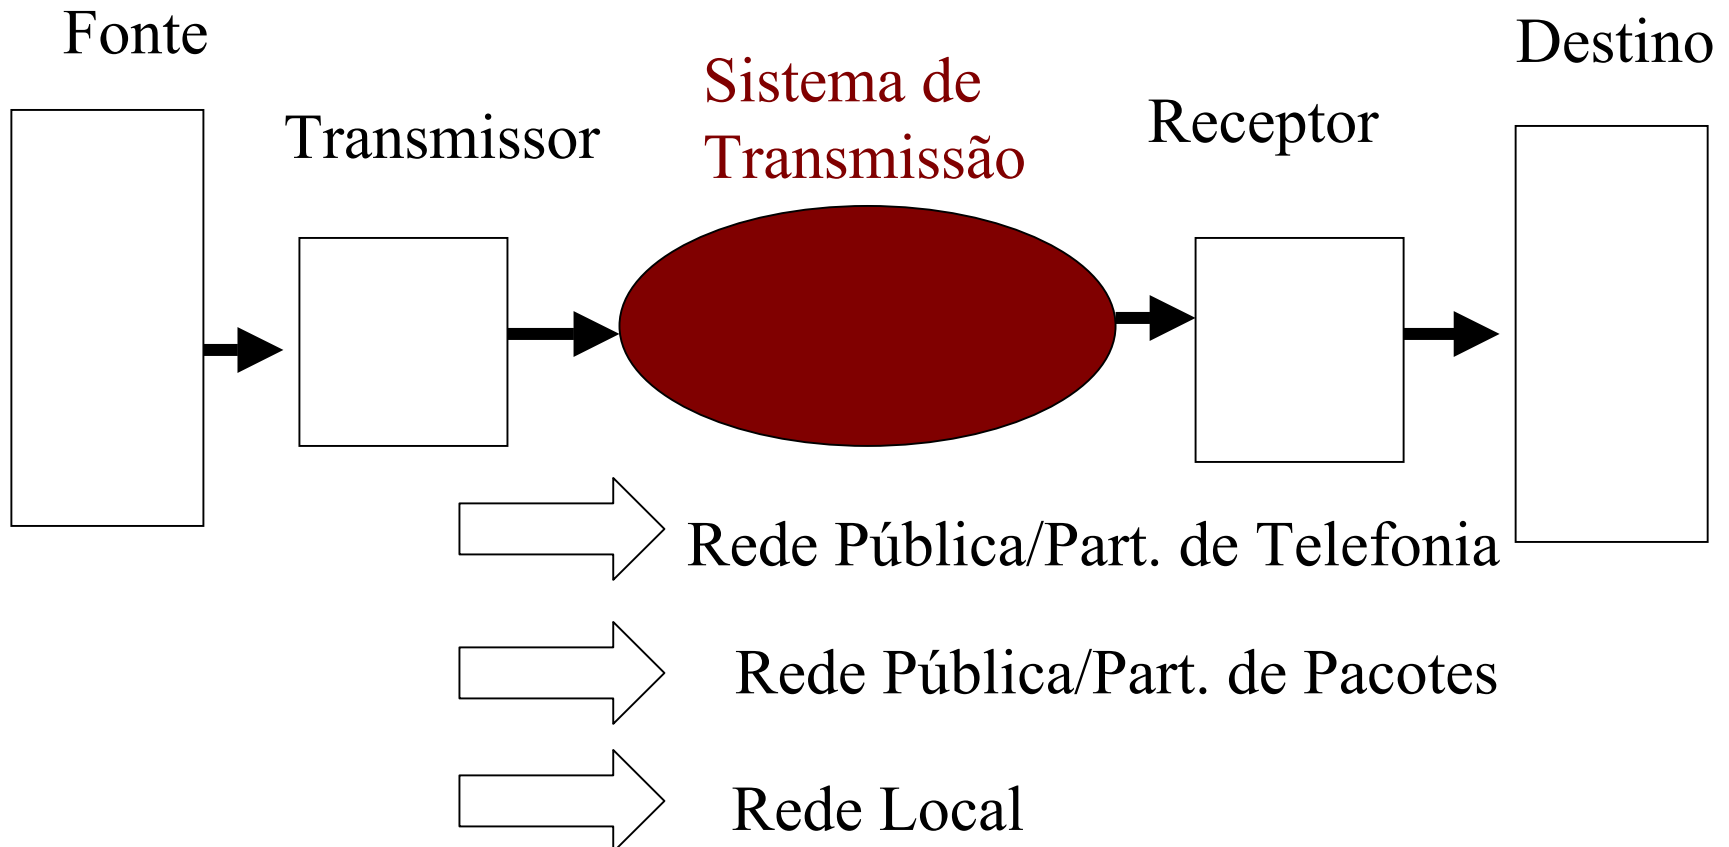 Fonte
Transmissor
Sistema de
Transmissão
Receptor
Destino
Rede Pública/Part. de Telefonia
Rede Pública/Part. de Pacotes
Rede Local